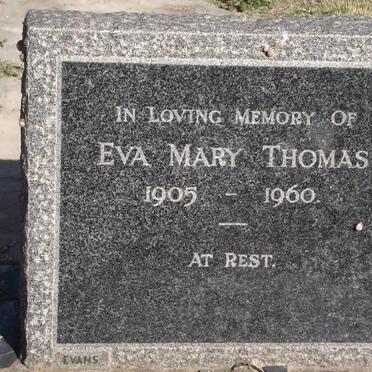 IN LOVING MEMORY OF
EVA MARY THOMAS
1905 - 1960.
AT REST.
EVANS